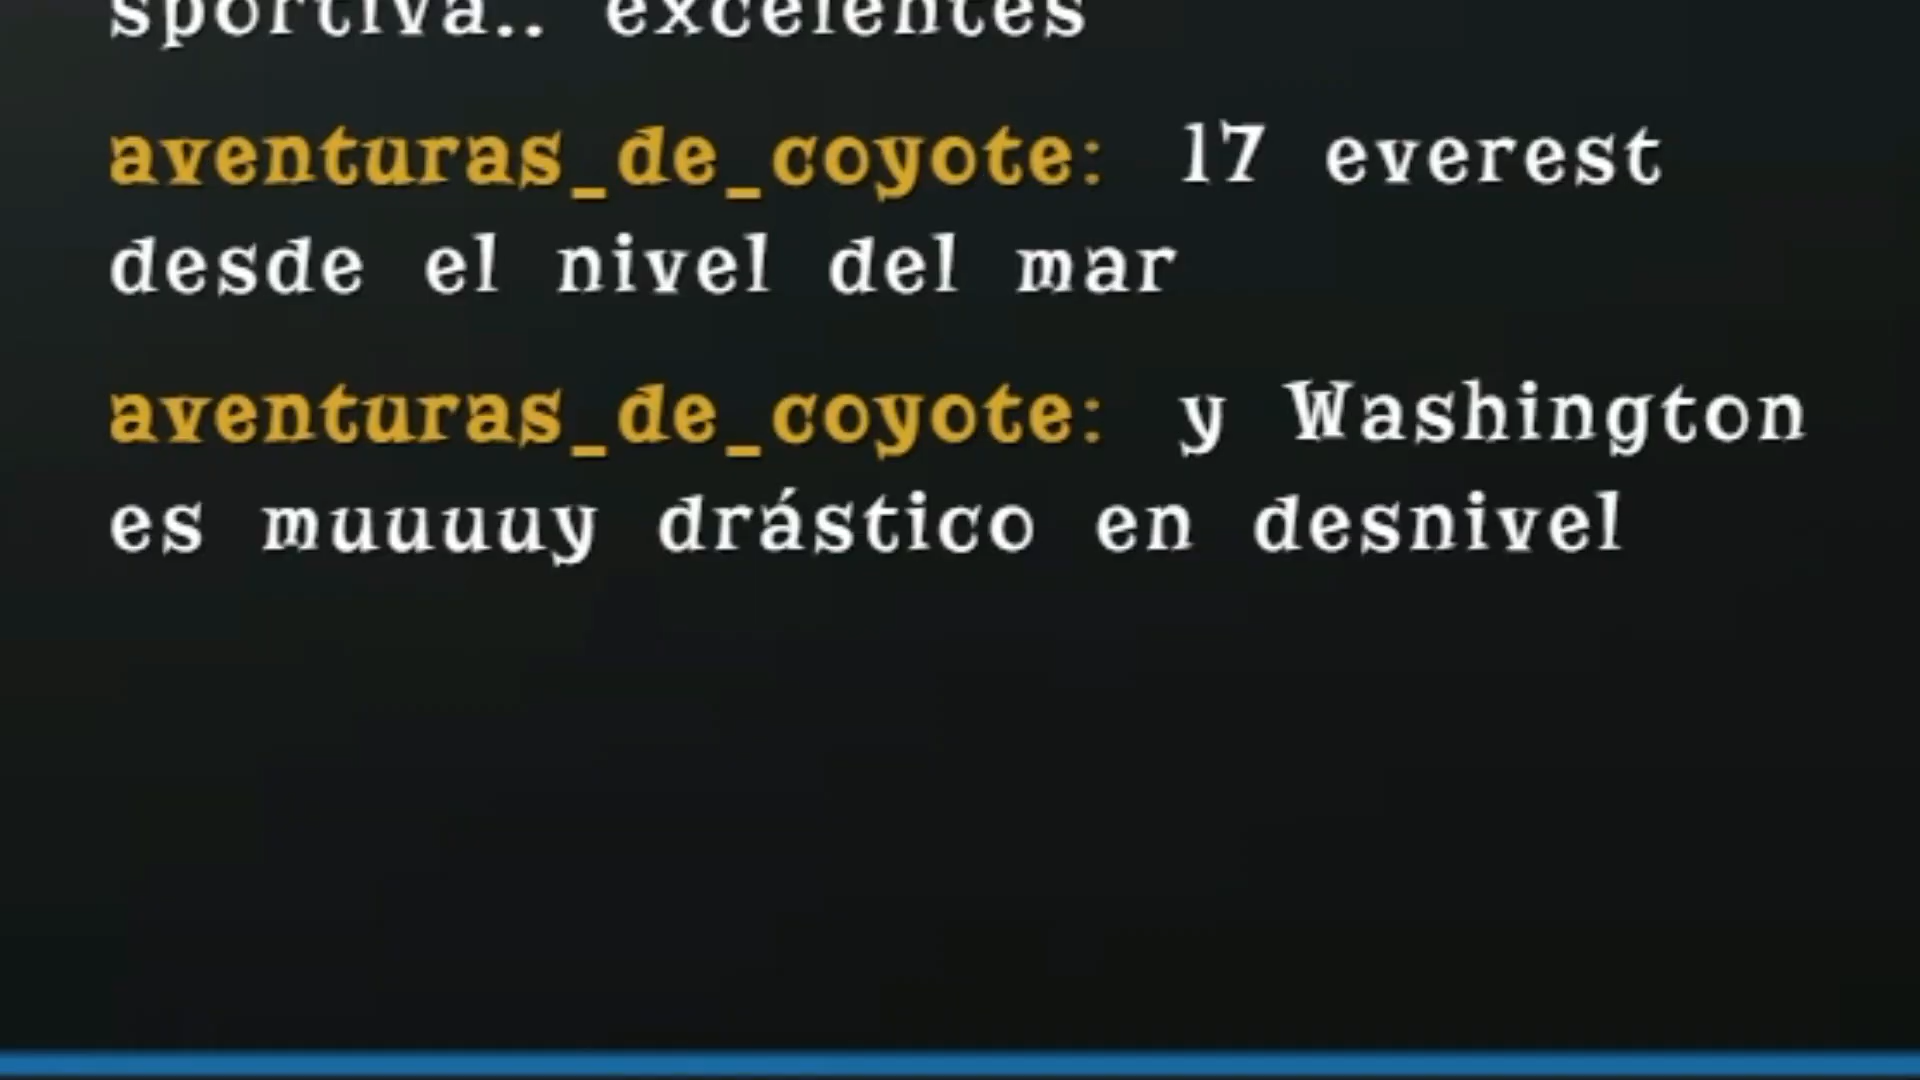 sportiva.. excelentes
aventuras_de_coyote: 17 everest
desde el nivel del mar
aventuras_de_coyote: y Washington
es muuuuy drástico en desnivel